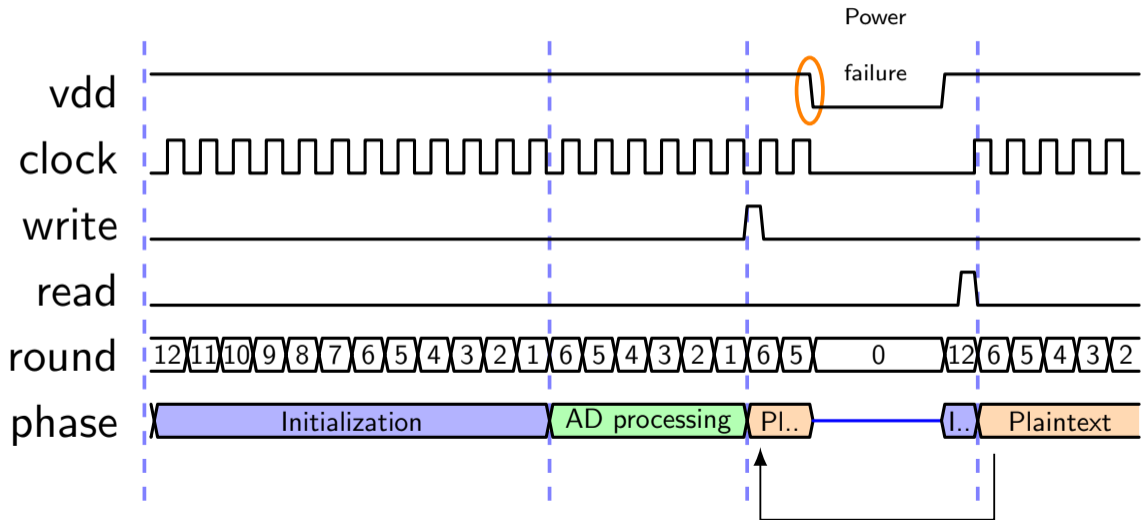 Power
vdd failure
clock
write
read
round 12 11 10 9 8 7 6 5 4 3 2 1 6 5 4 3 2 1 6 5 0 12 6 5 4 3 2
phase Initialization AD processing Pl.. I.. Plaintext